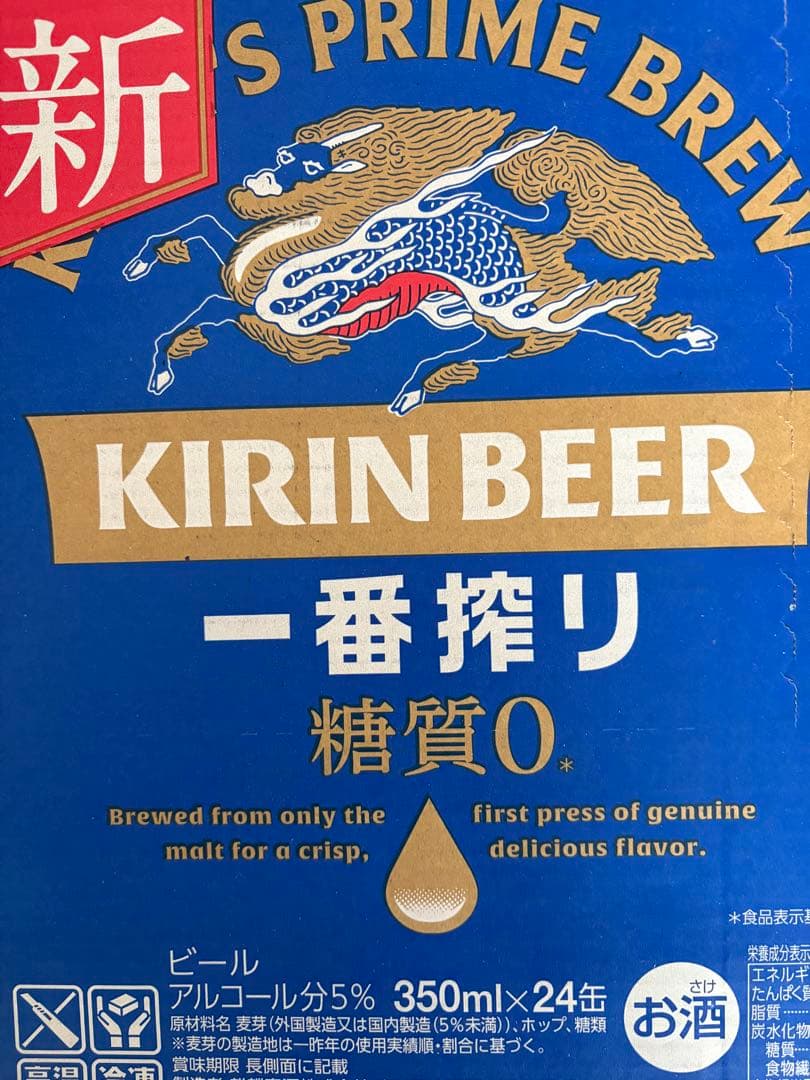 新
S PRIME BREW
KIRIN BEER
一番搾り
糖質0*
Brewed from only the
malt for a crisp,
first press of genuine
delicious flavor.
*食品表示基
ビール
アルコール分5% 350ml×24缶
原材料名 麦芽(外国製造又は国内製造(5%未満))、ホップ、糖類
※麦芽の製造地は一昨年の使用実績順・割合に基づく。
賞味期限 長側面に記載
高温
冷凍
さけ
お酒
栄養成分表示
エネルギ
たんぱく質
脂質
炭水化物
糖質
食物繊